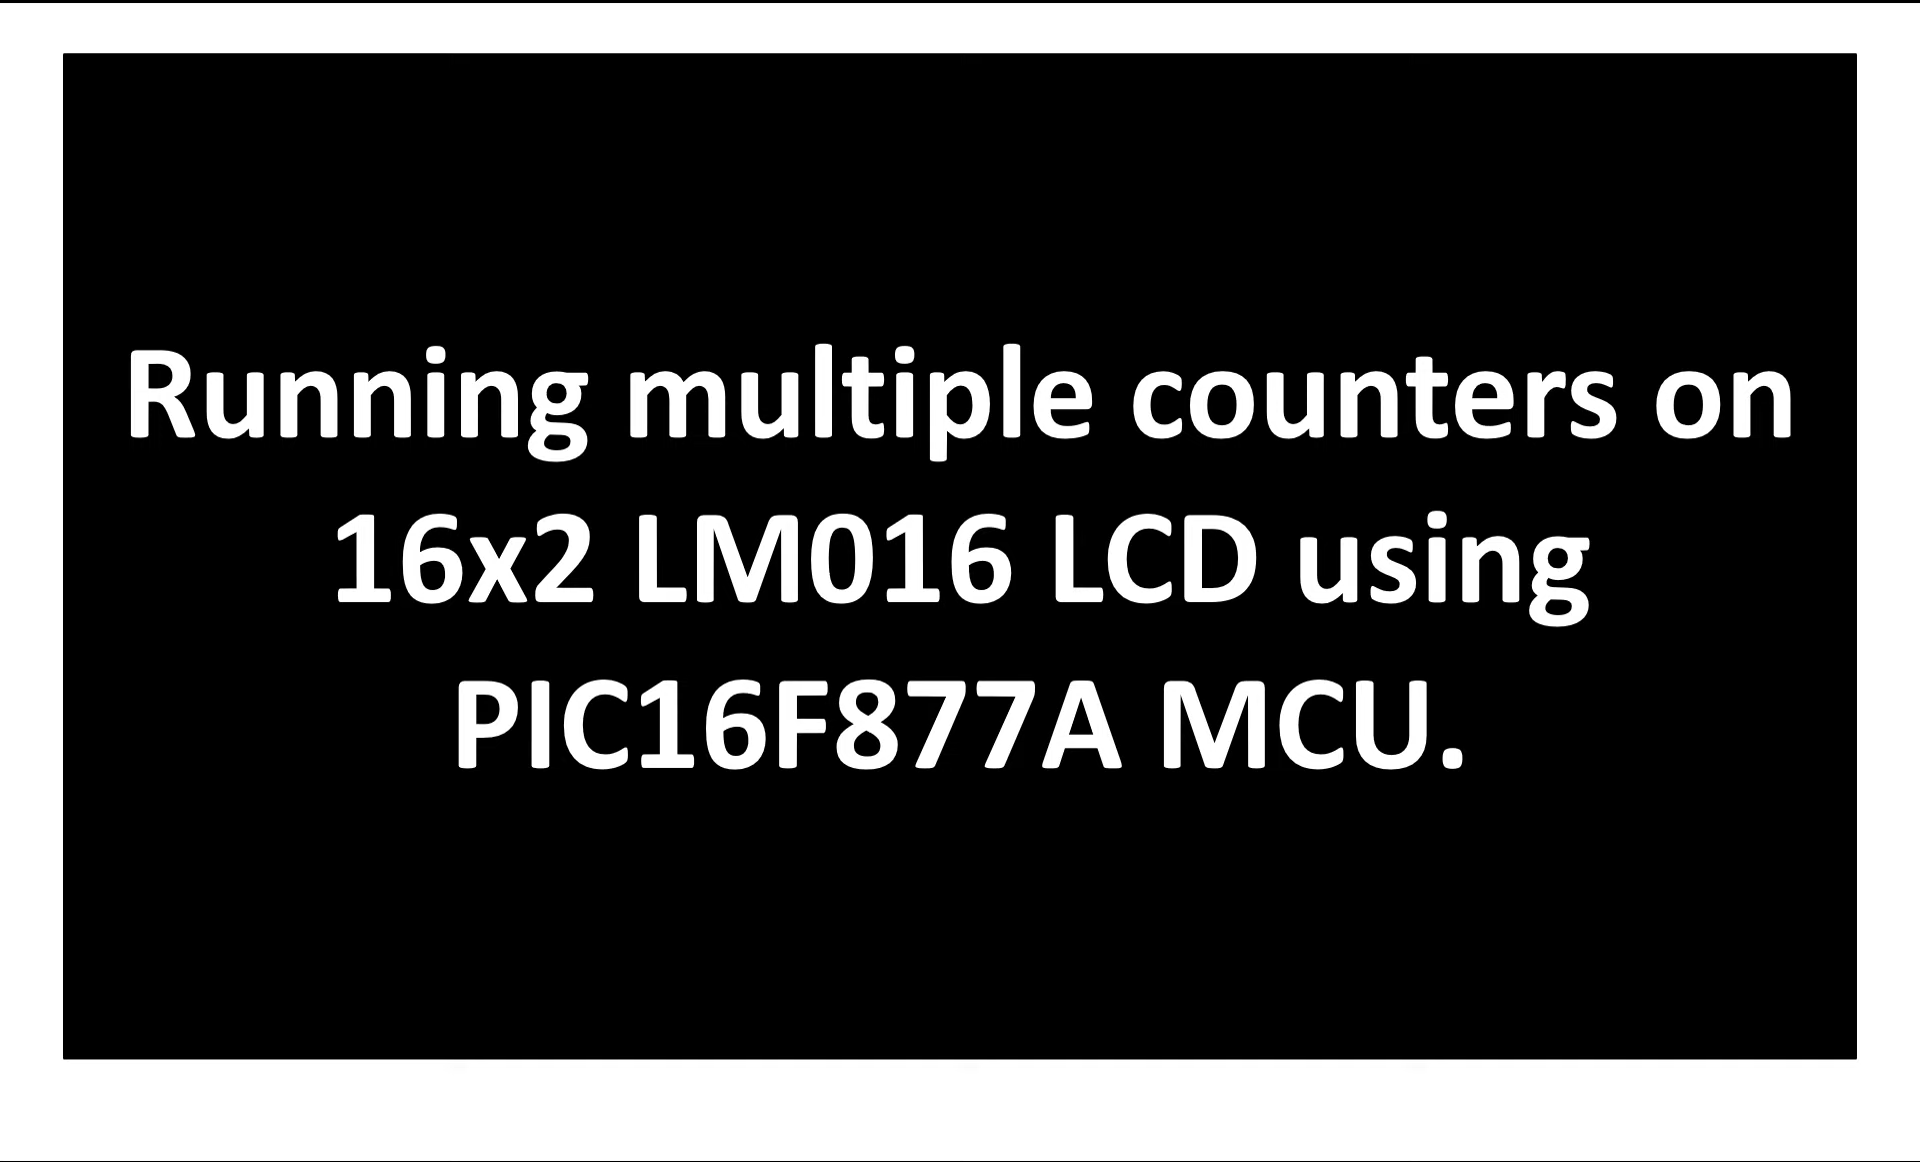 Running multiple counters on
16x2 LM016 LCD using
PIC16F877A MCU.